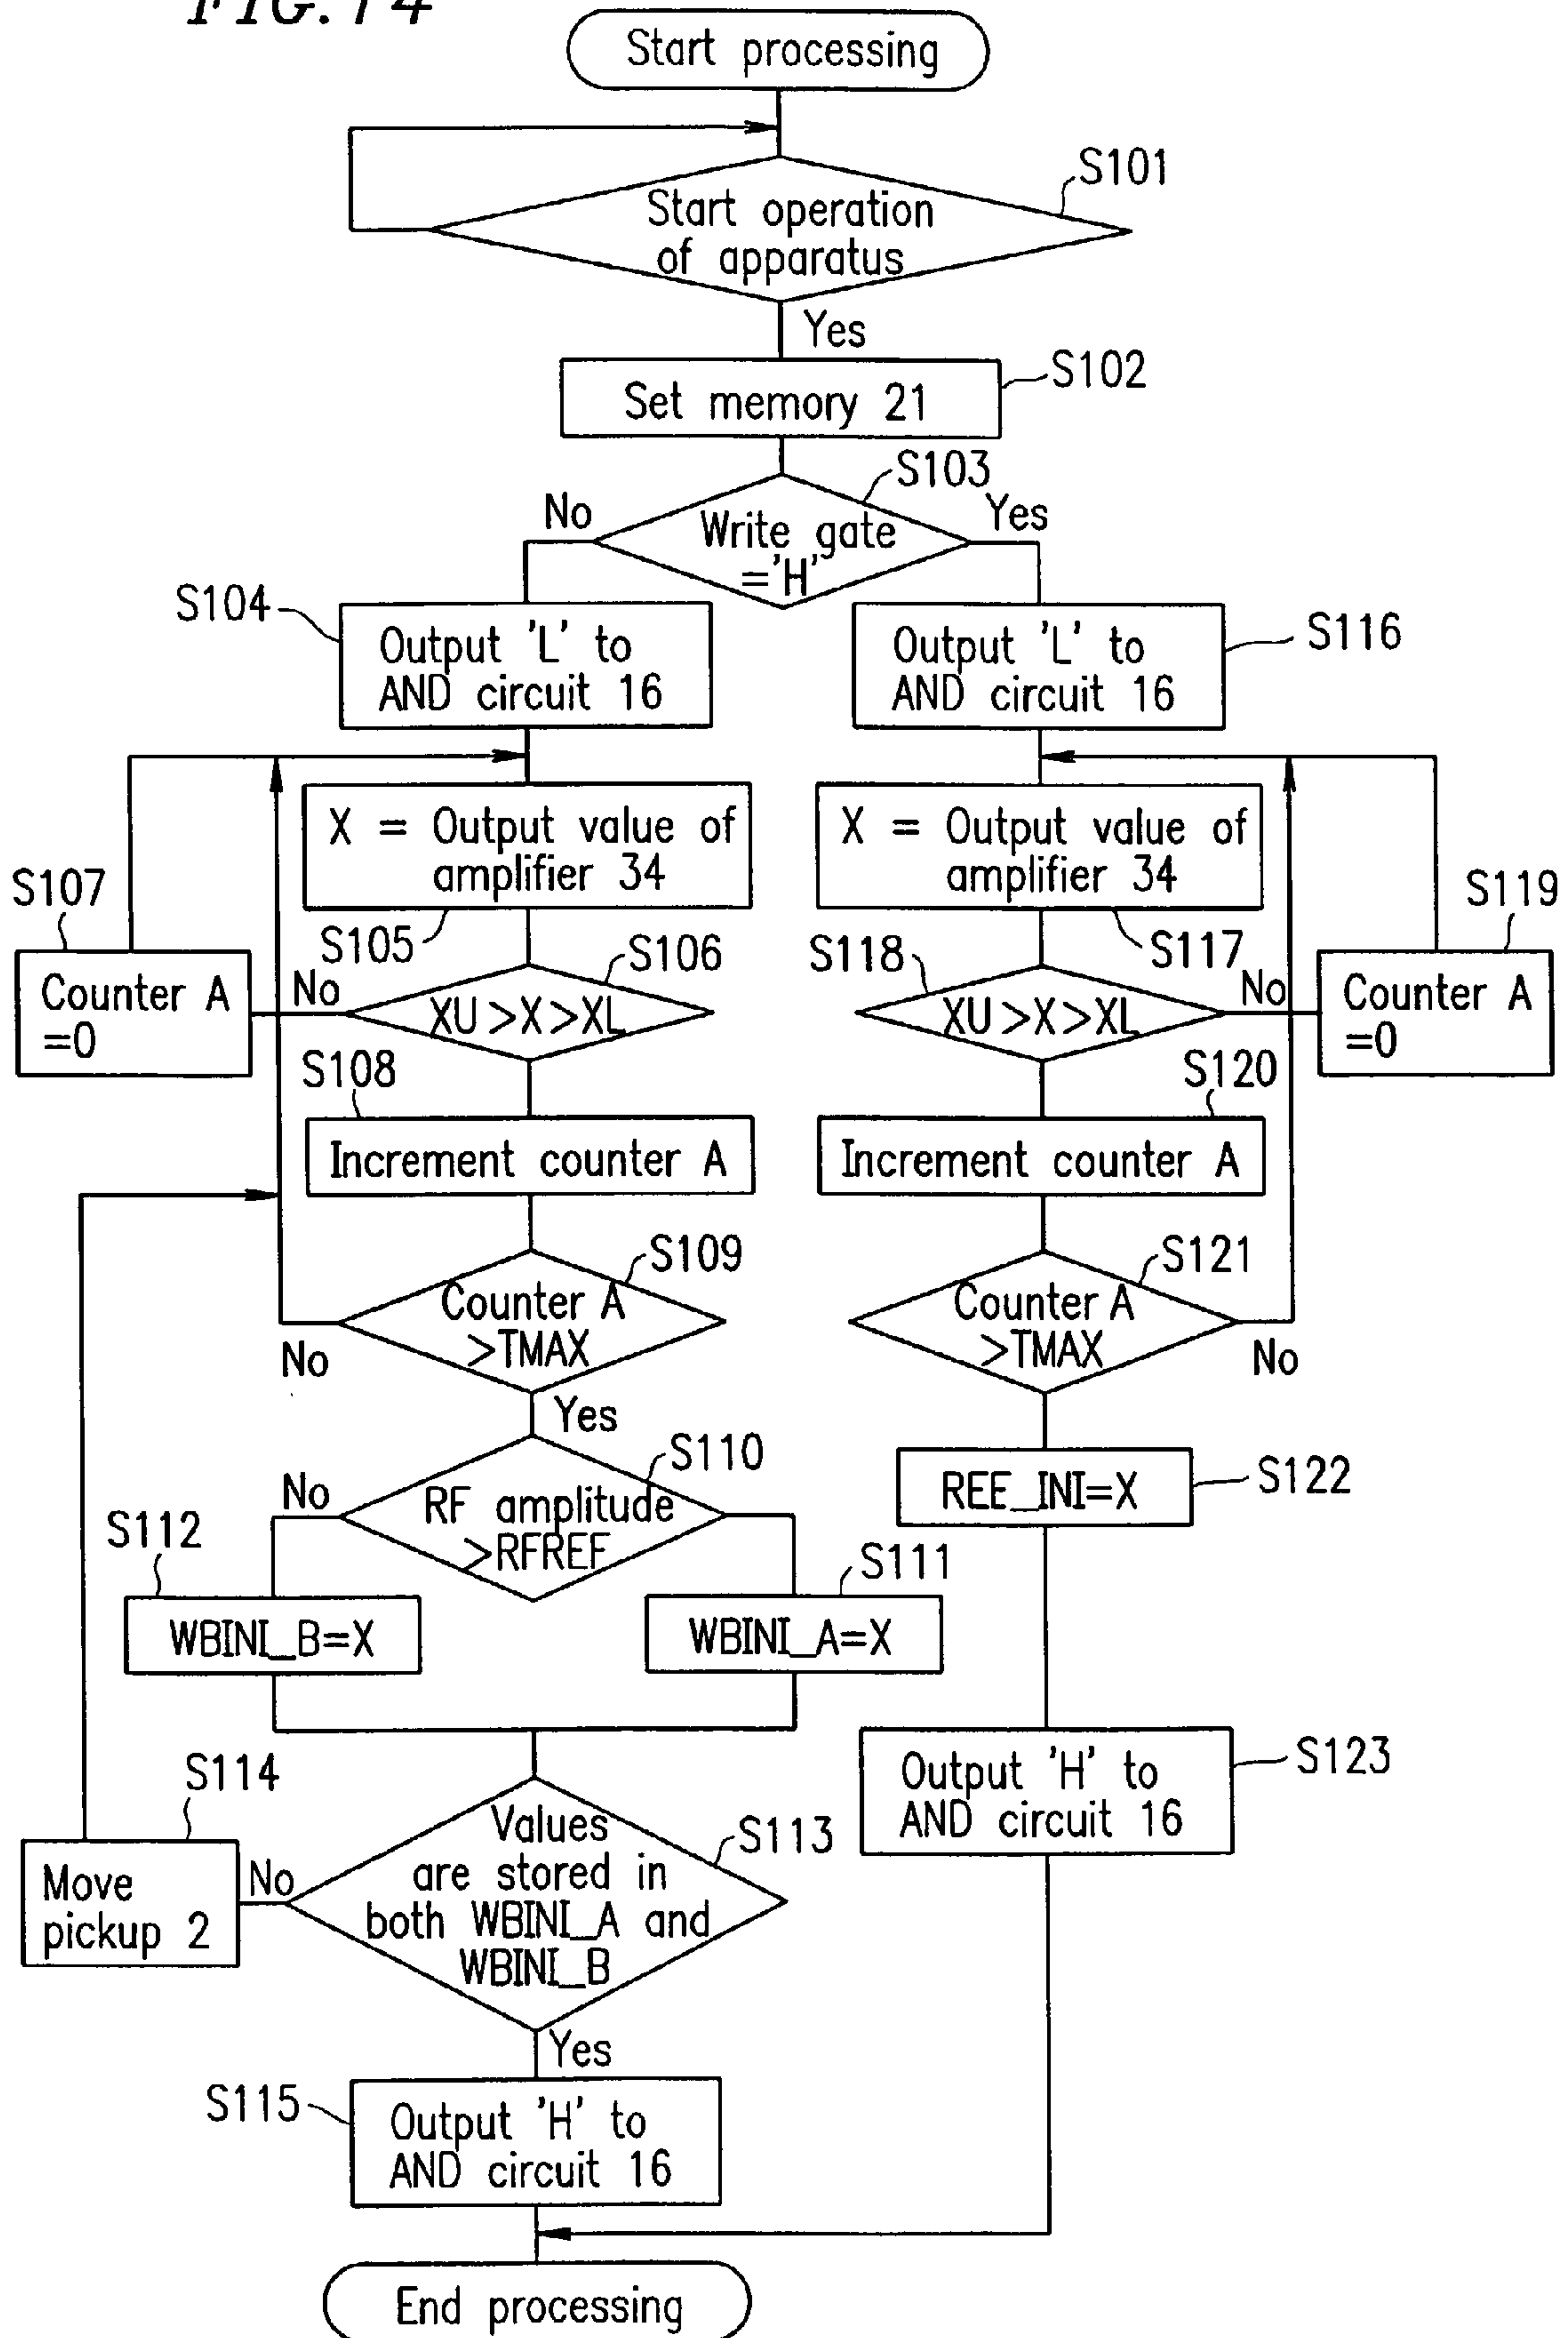 FIG. 14
Start processing
S101
Start operation
of apparatus
Yes
S102
Set memory 21
S103
No
Yes
Write gate
='H'
S104
Output 'L' to
AND circuit 16
Output 'L' to
AND circuit 16
S116
X = Output value of
amplifier 34
X = Output value of
amplifier 34
S107
S105
S106
S118
S117
S119
Counter A
=0
No
XU>X>XL
XU>X>XL
No
Counter A
=0
S108
S120
Increment counter A
Increment counter A
S109
S121
Counter A
>TMAX
Counter A
>TMAX
No
No
Yes
S110
No
RF amplitude
>RFREF
REE_INI=X
S122
S112
S111
WBINI_B=X
WBINI_A=X
S114
S113
Values
are stored in
both WBINI_A and
WBINI_B
No
Move
pickup 2
Output 'H' to
AND circuit 16
S123
Yes
S115
Output 'H' to
AND circuit 16
End processing